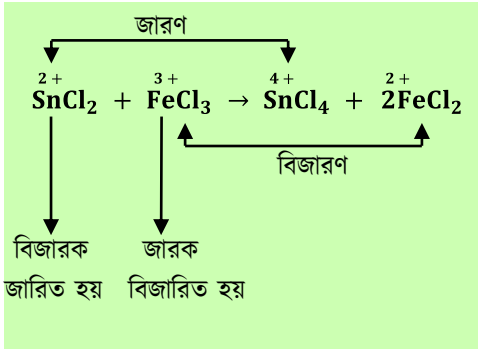 জারণ
2+ 3+ 4+ 2+
SnCl₂ + FeCl₃ → SnCl₄ + 2FeCl₂
বিজারণ
বিজারক জারক
জারিত হয় বিজারিত হয়